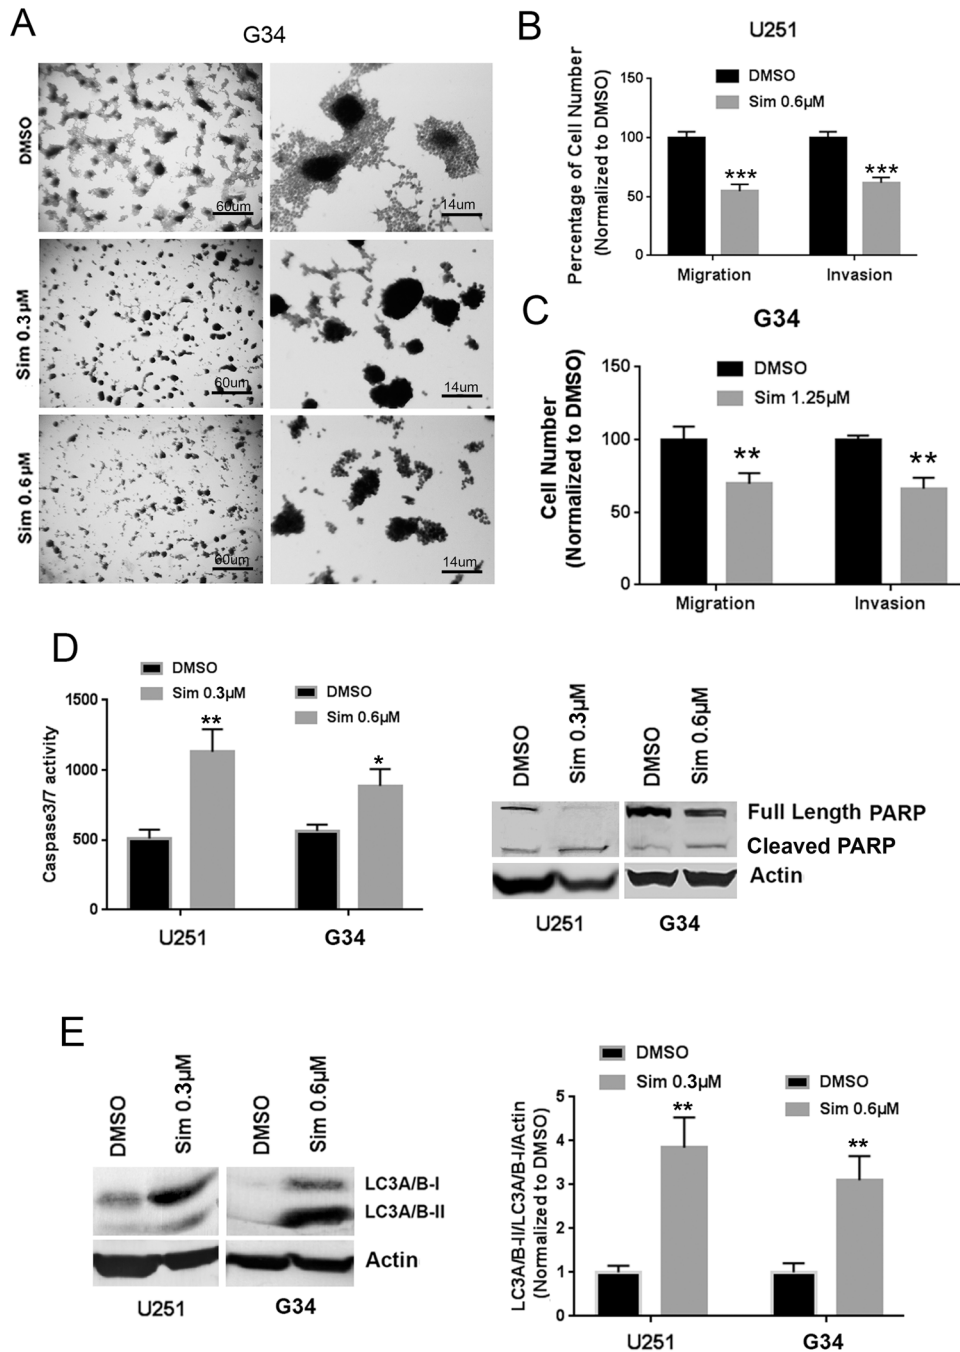 A
G34
DMSO
60um
14um
Sim 0.3μM
60um
14um
Sim 0.6μM
60um
14um
B
U251
Percentage of Cell Number
(Normalized to DMSO)
150
100
50
0
DMSO
Sim 0.6μM
***
***
Migration
Invasion
C
G34
Cell Number
(Normalized to DMSO)
150
100
50
0
DMSO
Sim 1.25μM
**
**
Migration
Invasion
D
Caspase3/7 activity
1500
1000
500
0
DMSO
Sim 0.3μM
DMSO
Sim 0.6μM
**
*
U251
G34
DMSO
Sim 0.3μM
DMSO
Sim 0.6μM
Full Length PARP
Cleaved PARP
Actin
U251
G34
E
DMSO
Sim 0.3μM
DMSO
Sim 0.6μM
LC3A/B-I
LC3A/B-II
Actin
U251
G34
LC3A/B-II/LC3A/B-I/Actin
(Normalized to DMSO)
5
4
3
2
1
0
DMSO
Sim 0.3μM
DMSO
Sim 0.6μM
**
**
U251
G34